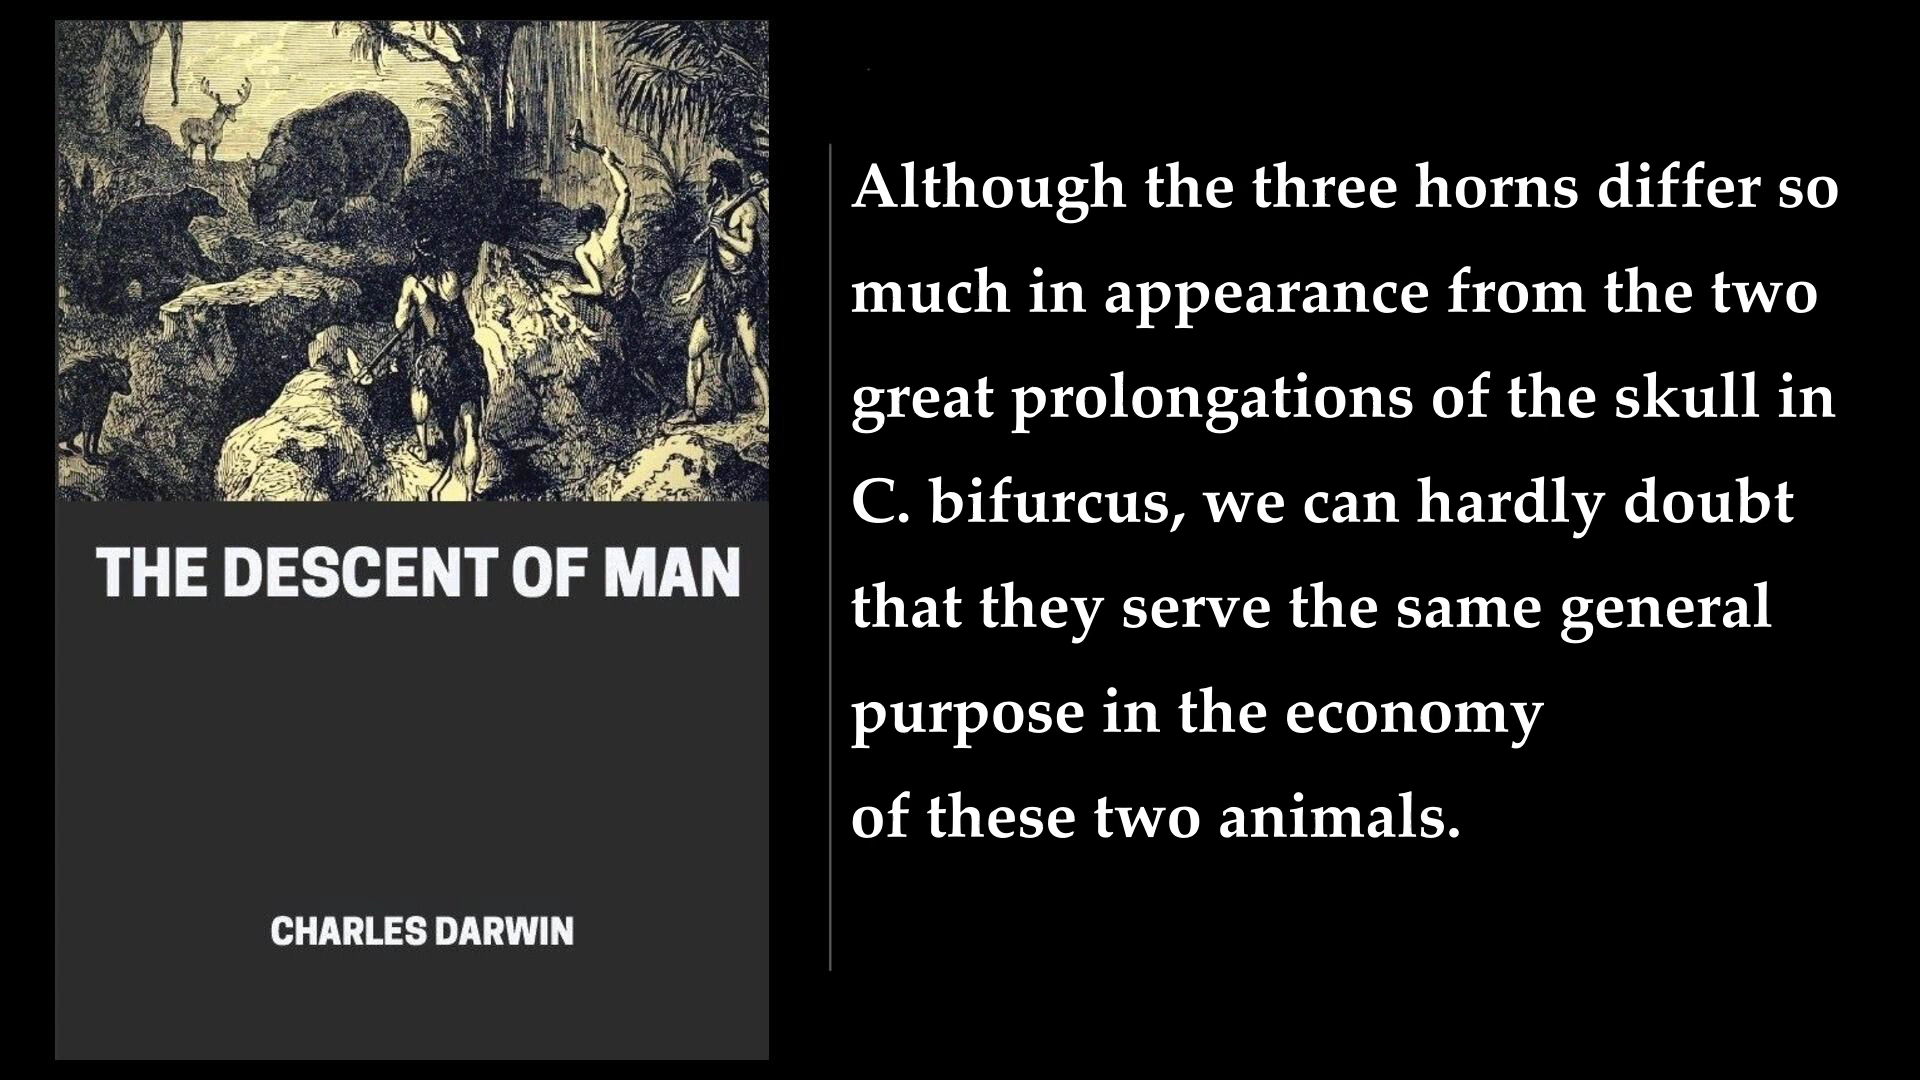 THE DESCENT OF MAN
CHARLES DARWIN
Although the three horns differ so
much in appearance from the two
great prolongations of the skull in
C. bifurcus, we can hardly doubt
that they serve the same general
purpose in the economy
of these two animals.